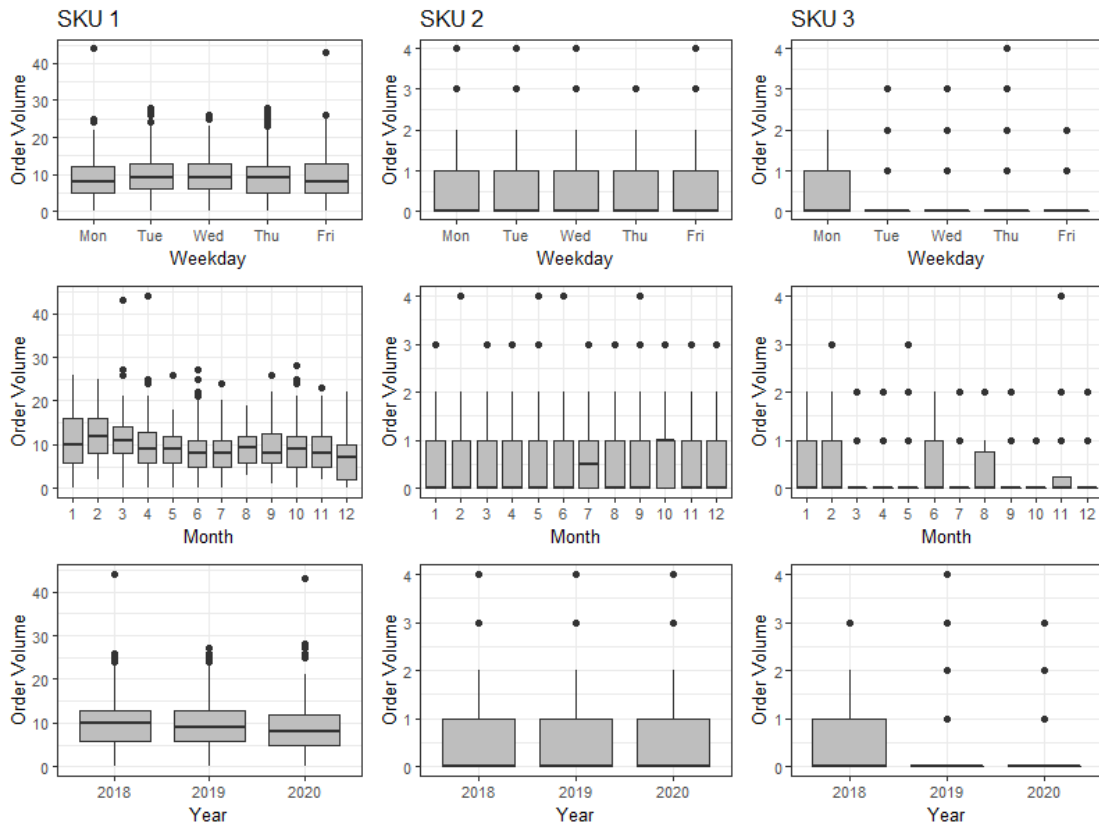 SKU 1
SKU 2
SKU 3
Order Volume
40
30
20
10
0
Mon Tue Wed Thu Fri
Weekday
Order Volume
4
3
2
1
0
Mon Tue Wed Thu Fri
Weekday
Order Volume
4
3
2
1
0
Mon Tue Wed Thu Fri
Weekday
Order Volume
40
30
20
10
0
1 2 3 4 5 6 7 8 9 10 11 12
Month
Order Volume
4
3
2
1
0
1 2 3 4 5 6 7 8 9 10 11 12
Month
Order Volume
4
3
2
1
0
1 2 3 4 5 6 7 8 9 10 11 12
Month
Order Volume
40
30
20
10
0
2018 2019 2020
Year
Order Volume
4
3
2
1
0
2018 2019 2020
Year
Order Volume
4
3
2
1
0
2018 2019 2020
Year